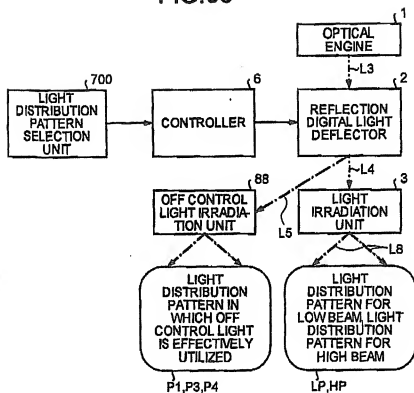 1
OPTICAL
ENGINE
L3
700
LIGHT
DISTRIBUTION
PATTERN
SELECTION
UNIT
6
CONTROLLER
2
REFLECTION
DIGITAL LIGHT
DEFLECTOR
L4
88
OFF CONTROL
LIGHT IRRADIA-
TION UNIT
L5
3
LIGHT
IRRADIATION
UNIT
L8
LIGHT
DISTRIBUTION
PATTERN IN
WHICH OFF
CONTROL LIGHT
IS EFFECTIVELY
UTILIZED
P1,P3,P4
LIGHT
DISTRIBUTION
PATTERN FOR
LOW BEAM, LIGHT
DISTRIBUTION
PATTERN FOR
HIGH BEAM
LP,HP